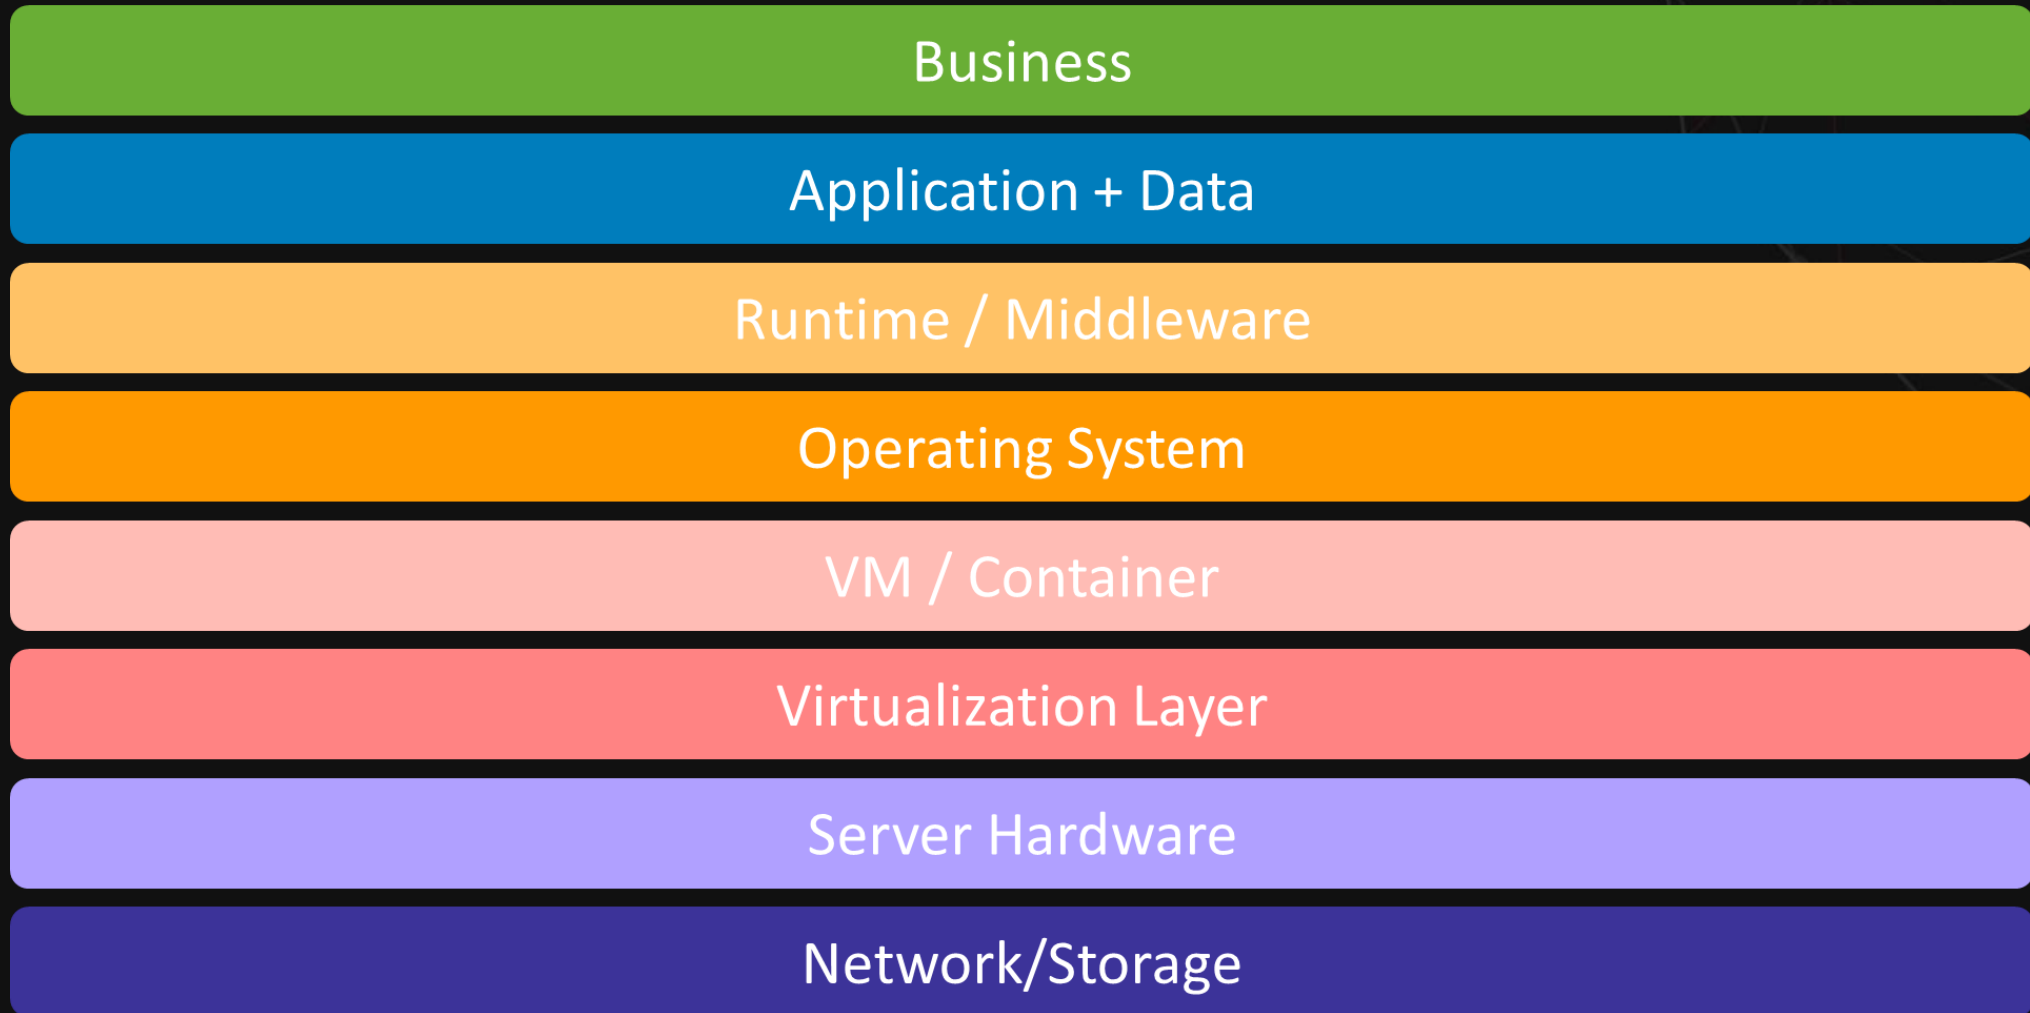 Business
Application + Data
Runtime / Middleware
Operating System
VM / Container
Virtualization Layer
Server Hardware
Network/Storage